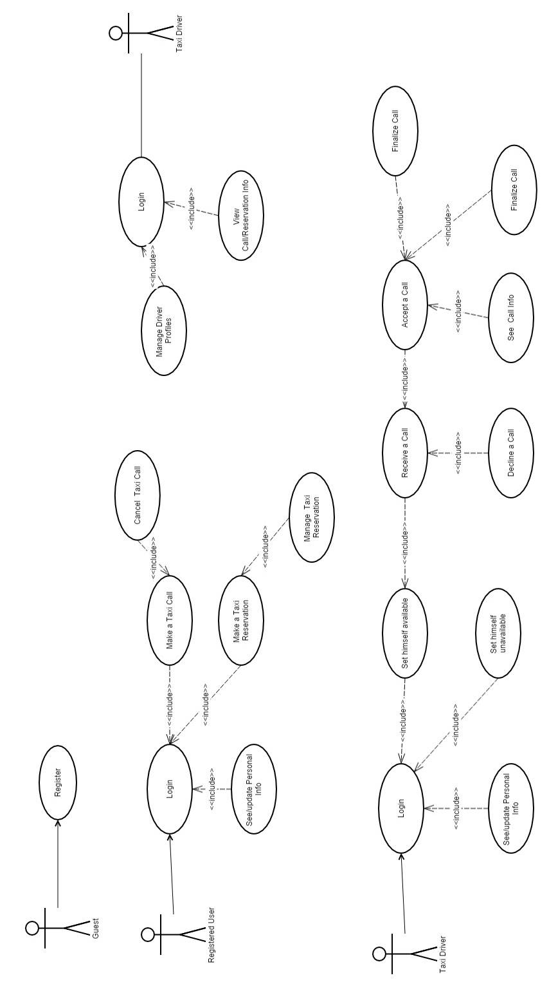 Guest
Register
Registered User
Login
<<include>>
See/update Personal
Info
<<include>>
Make a Taxi Call
<<include>>
Cancel  Taxi Call
<<include>>
Make a Taxi
Reservation
<<include>>
Manage  Taxi
Reservation
Taxi Driver
Login
<<include>>
Manage Driver
Profiles
<<include>>
View
Call/Reservation Info
Taxi Driver
Login
<<include>>
See/update Personal
Info
<<include>>
Set himself available
<<include>>
Set himself
unavailable
<<include>>
Receive a Call
<<include>>
Decline a Call
<<include>>
Accept a Call
<<include>>
See  Call Info
<<include>>
Finalize Call
<<include>>
Finalize Call